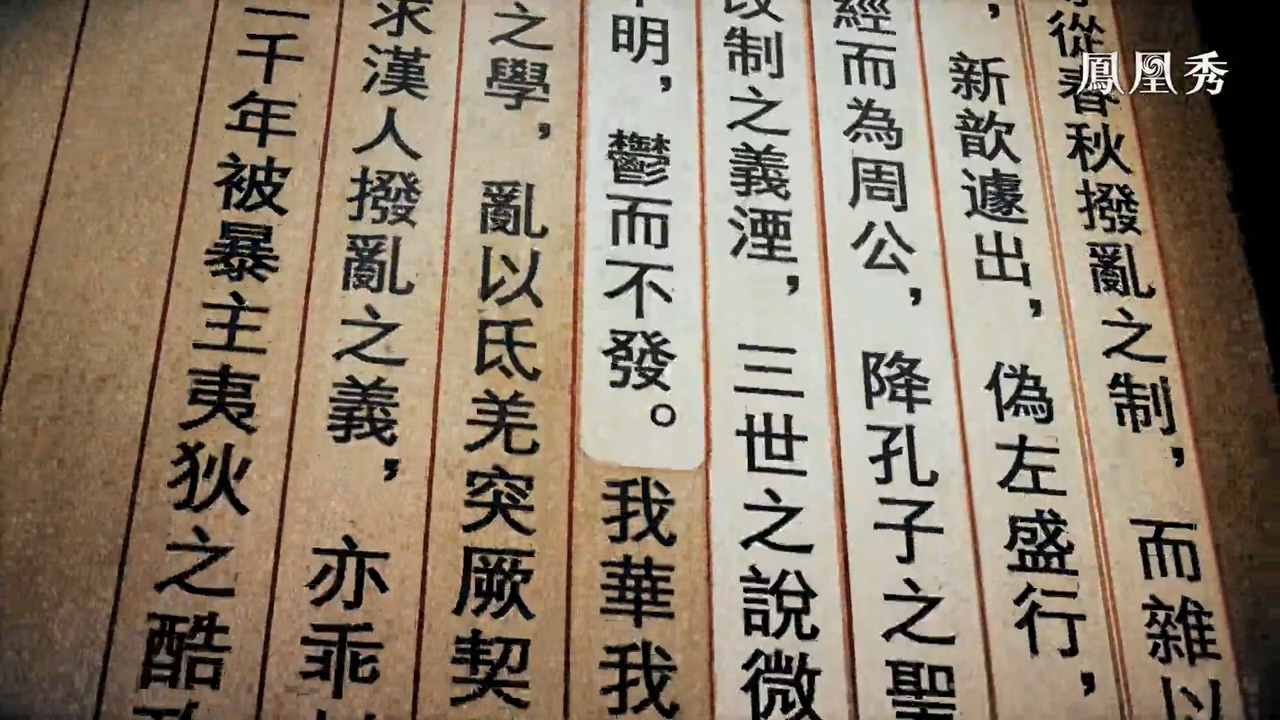 從春秋撥亂之制，而雜以
，新歆遽出，偽左盛行，
經而為周公，降孔子之聖
改制之義湮，三世之說微
明，鬱而不發。我華我
之學，亂以氐羌突厥契
求漢人撥亂之義，亦乖
二千年被暴主夷狄之酷
鳳凰秀